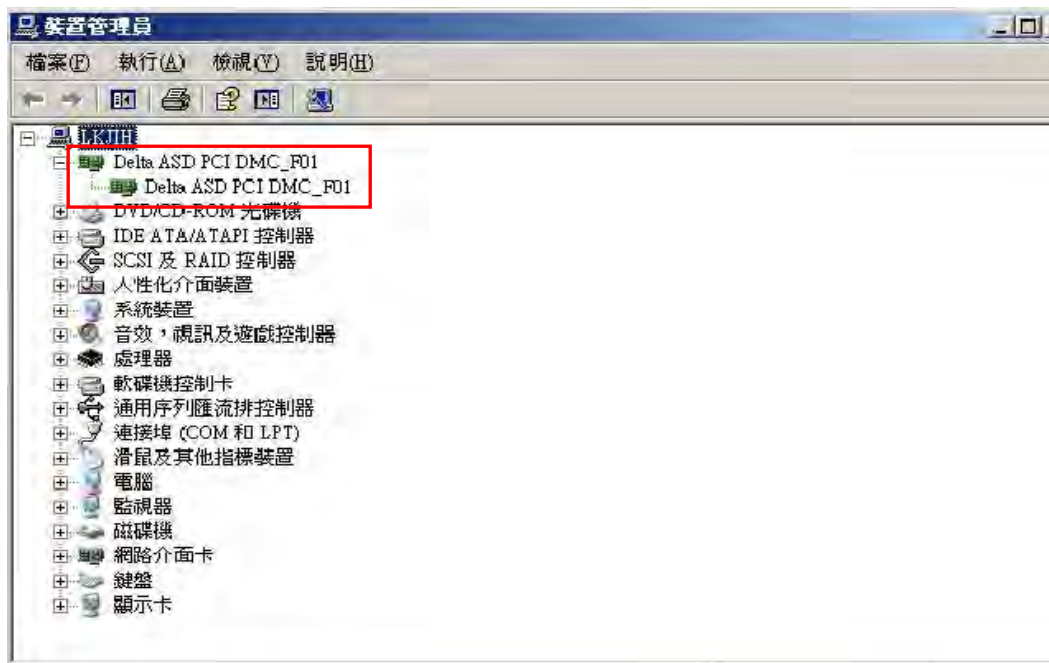 裝置管理員
檔案(F) 執行(A) 檢視(V) 説明(H)
LKJIH
Delta ASD PCI DMC_F01
Delta ASD PCI DMC_F01
DVD/CD-ROM 光碟機
IDE ATA/ATAPI 控制器
SCSI 及 RAID 控制器
人性化介面裝置
系統裝置
音效，視訊及遊戲控制器
處理器
軟碟機控制卡
通用序列匯流排控制器
連接埠 (COM 和 LPT)
滑鼠及其他指標裝置
電腦
監視器
磁碟機
網路介面卡
鍵盤
顯示卡